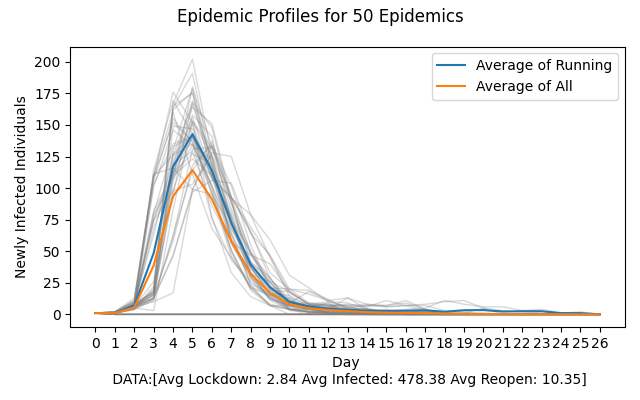 Epidemic Profiles for 50 Epidemics
Average of Running
Average of All
Newly Infected Individuals
200
175
150
125
100
75
50
25
0
0 1 2 3 4 5 6 7 8 9 10 11 12 13 14 15 16 17 18 19 20 21 22 23 24 25 26
Day
DATA:[Avg Lockdown: 2.84 Avg Infected: 478.38 Avg Reopen: 10.35]